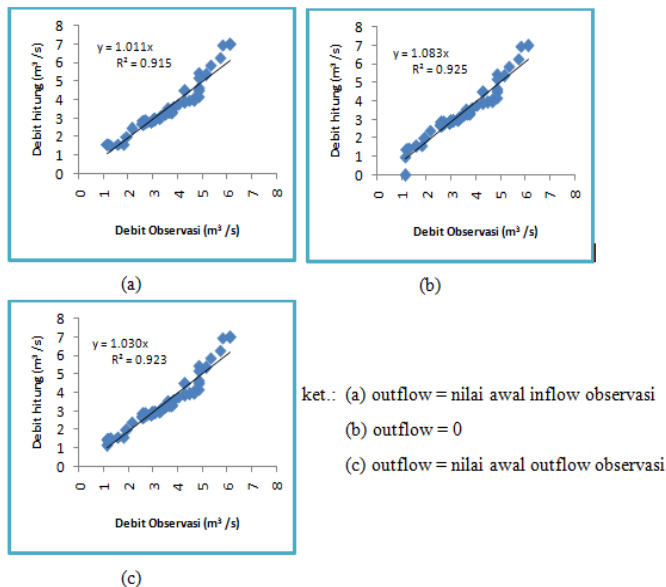 8
7
6
5
4
3
2
1
0
Debit hitung (m³ /s)
y = 1.011x
R² = 0.915
0 1 2 3 4 5 6 7 8
Debit Observasi (m³ /s)
(a)
8
7
6
5
4
3
2
1
0
Debit hitung (m³ /s)
y = 1.083x
R² = 0.925
0 1 2 3 4 5 6 7 8
Debit Observasi (m³ /s)
(b)
8
7
6
5
4
3
2
1
0
Debit hitung (m³ /s)
y = 1.030x
R² = 0.923
0 1 2 3 4 5 6 7 8
Debit Observasi (m³ /s)
(c)
ket.: (a) outflow = nilai awal inflow observasi
(b) outflow = 0
(c) outflow = nilai awal outflow observasi